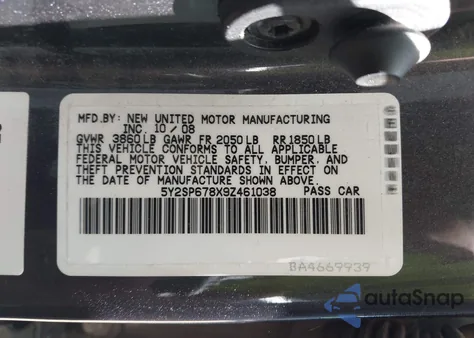 MFD.BY: NEW UNITED MOTOR MANUFACTURING
INC. 10/08
GVWR 3860LB GAWR FR 2050LB RR 1850LB
THIS VEHICLE CONFORMS TO ALL APPLICABLE
FEDERAL MOTOR VEHICLE SAFETY, BUMPER, AND
THEFT PREVENTION STANDARDS IN EFFECT ON
THE DATE OF MANUFACTURE SHOWN ABOVE.
5Y2SP678X9Z461038 PASS CAR
BA4669939
autoSnap